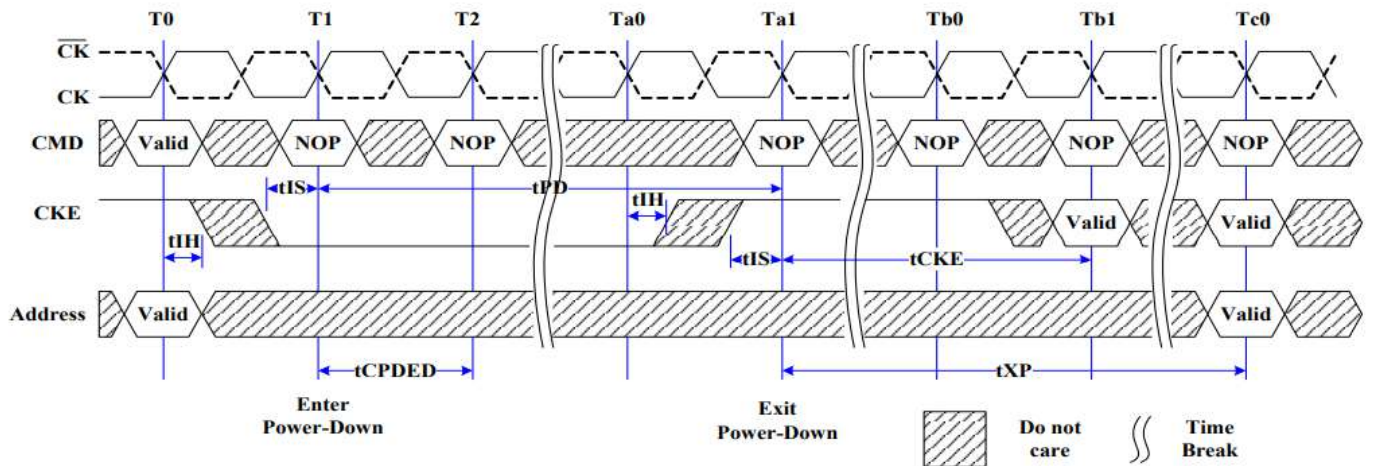 T0 T1 T2 Ta0 Ta1 Tb0 Tb1 Tc0
CK
CK
CMD Valid NOP NOP NOP NOP NOP NOP
tIS tPD tIH
CKE Valid Valid
tIH tIS tCKE
Address Valid Valid
tCPDED tXP
Enter
Power-Down
Exit
Power-Down
Do not
care
Time
Break